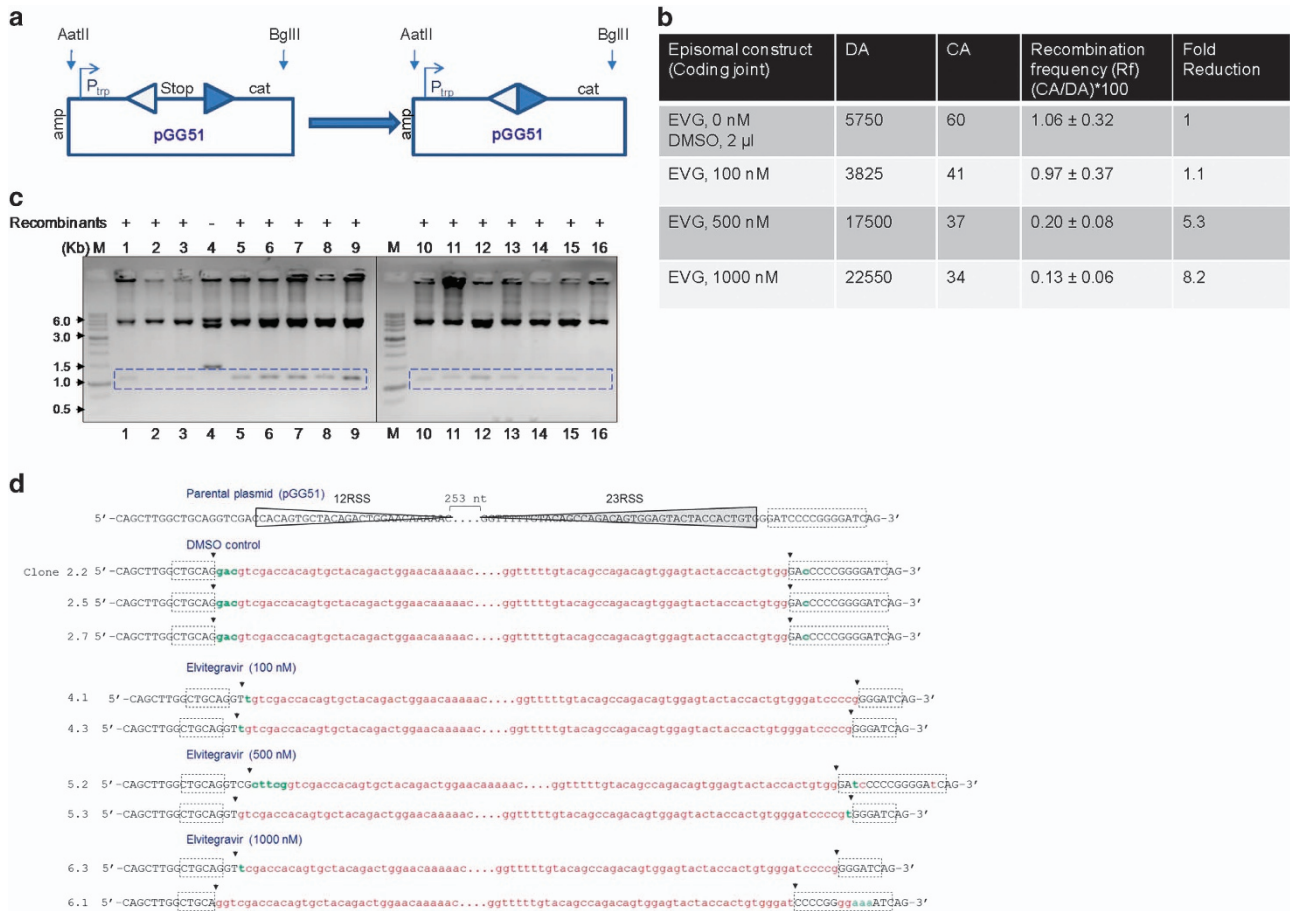 a
AatII BglII AatII BglII
Ptrp Stop cat Ptrp cat
amp pGG51 amp pGG51
b
Episomal construct (Coding joint) DA CA Recombination frequency (Rf) (CA/DA)*100 Fold Reduction
EVG, 0 nM DMSO, 2 µl 5750 60 1.06 ± 0.32 1
EVG, 100 nM 3825 41 0.97 ± 0.37 1.1
EVG, 500 nM 17500 37 0.20 ± 0.08 5.3
EVG, 1000 nM 22550 34 0.13 ± 0.06 8.2
c
Recombinants + + + - + + + + + + + + + + + +
(Kb) M 1 2 3 4 5 6 7 8 9 M 10 11 12 13 14 15 16
6.0
3.0
1.5
1.0
0.5
M 1 2 3 4 5 6 7 8 9 M 10 11 12 13 14 15 16
d
Parental plasmid (pGG51) 12RSS 253 nt 23RSS
5'-CAGCTTGGCTGCAGGTCGACCACAGTGCTACAGACTGGAACAAAAAC....GGTTTTTGTACAGCCAGACAGTGGAGTACTACCACTGTGGGATCCCCGGGGATCAG-3'
DMSO control
Clone 2.2 5'-CAGCTTGGCTGCAGgacgtcgaccacagtgctacagactggaacaaaaac....ggtttttgtacagccagacagtggagtactaccactgtggGAcCCCCGGGGATCAG-3'
2.5 5'-CAGCTTGGCTGCAGgacgtcgaccacagtgctacagactggaacaaaaac....ggtttttgtacagccagacagtggagtactaccactgtggGAcCCCCGGGGATCAG-3'
2.7 5'-CAGCTTGGCTGCAGgacgtcgaccacagtgctacagactggaacaaaaac....ggtttttgtacagccagacagtggagtactaccactgtggGAcCCCCGGGGATCAG-3'
Elvitegravir (100 nM)
4.1 5'-CAGCTTGGCTGCAGGTtgtcgaccacagtgctacagactggaacaaaaac....ggtttttgtacagccagacagtggagtactaccactgtgggatccccgGGGATCAG-3'
4.3 5'-CAGCTTGGCTGCAGGTtgtcgaccacagtgctacagactggaacaaaaac....ggtttttgtacagccagacagtggagtactaccactgtgggatccccgGGGATCAG-3'
Elvitegravir (500 nM)
5.2 5'-CAGCTTGGCTGCAGGTCGcttcggtcgaccacagtgctacagactggaacaaaaac....ggtttttgtacagccagacagtggagtactaccactgtggGAtcCCCCGGGGAtCAG-3'
5.3 5'-CAGCTTGGCTGCAGGTgtcgaccacagtgctacagactggaacaaaaac....ggtttttgtacagccagacagtggagtactaccactgtgggatccccgtGGGATCAG-3'
Elvitegravir (1000 nM)
6.3 5'-CAGCTTGGCTGCAGGTtcgaccacagtgctacagactggaacaaaaac....ggtttttgtacagccagacagtggagtactaccactgtgggatccccgGGGATCAG-3'
6.1 5'-CAGCTTGGCTGCAggtcgaccacagtgctacagactggaacaaaaac....ggtttttgtacagccagacagtggagtactaccactgtgggatCCCCGGggaaaATCAG-3'